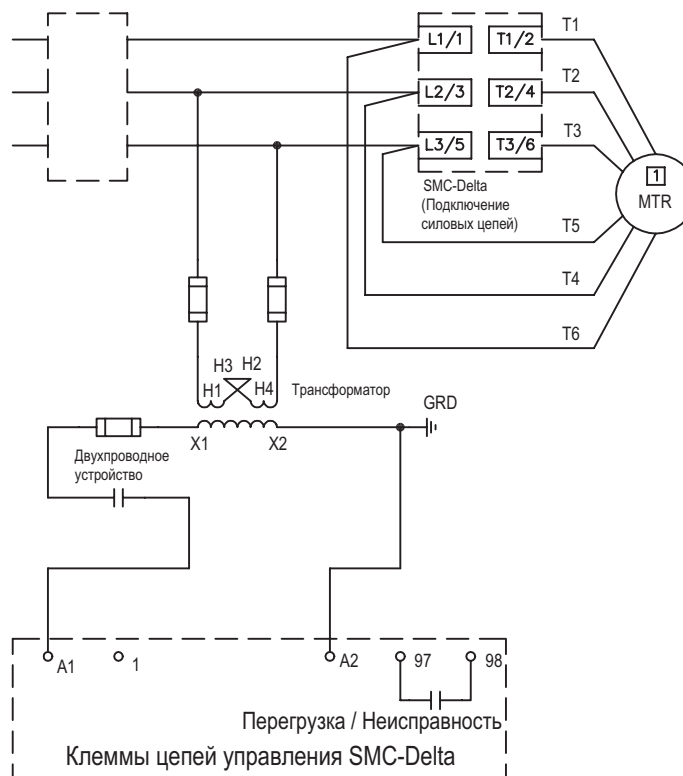 L1/1 T1/2 T1
L2/3 T2/4 T2
L3/5 T3/6 T3
1
MTR
SMC-Delta
(Подключение
силовых цепей)
T5
T4
T6
H3 H2
H1 H4
Трансформатор
GRD
X1 X2
Двухпроводное
устройство
A1 1 A2 97 98
Перегрузка / Неисправность
Клеммы цепей управления SMC-Delta